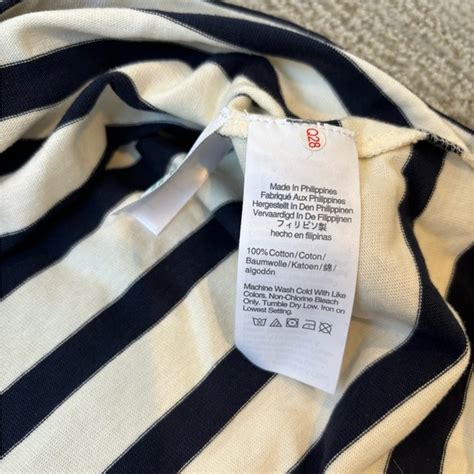 Q28
Made In Philippines
Fabriqué Aux Philippines
Hergestellt In Den Philippinen
Vervaardigd In De Filippijnen
フィリピン製
hecho en filipinas
100% Cotton / Coton /
Baumwolle / Katoen / 綿 /
algodón
Machine Wash Cold With Like
Colors. Non-Chlorine Bleach
Only. Tumble Dry Low. Iron on
Lowest Setting.